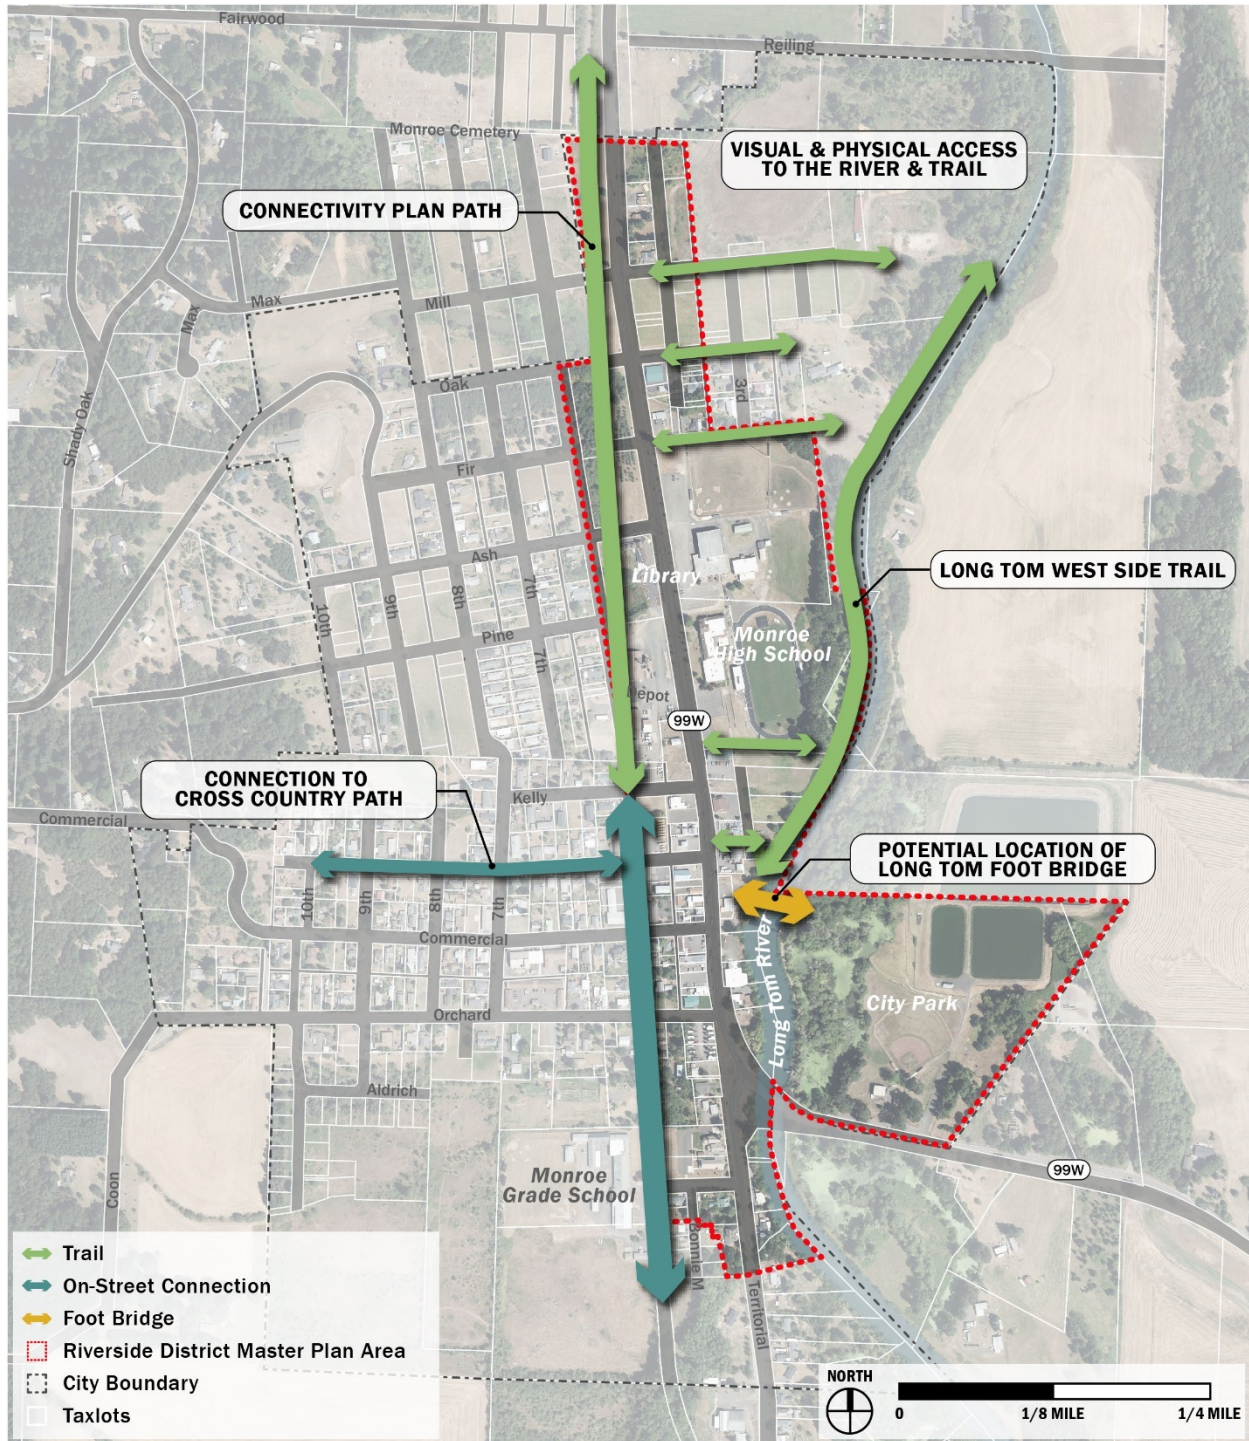 Fairwood
Reiling
Monroe Cemetery
VISUAL & PHYSICAL ACCESS
TO THE RIVER & TRAIL
CONNECTIVITY PLAN PATH
Max
Mill
Max
Oak
3rd
Shady Oak
Fir
Ash
Library
LONG TOM WEST SIDE TRAIL
10th
9th
8th
7th
Pine
7th
Monroe
High School
Depot
99W
CONNECTION TO
CROSS COUNTRY PATH
Kelly
Commercial
POTENTIAL LOCATION OF
LONG TOM FOOT BRIDGE
10th
9th
8th
7th
Commercial
Long Tom River
City Park
Orchard
Aldrich
Coon
Monroe
Grade School
99W
Bonnie M
Territorial
Trail
On-Street Connection
Foot Bridge
Riverside District Master Plan Area
City Boundary
Taxlots
NORTH
0
1/8 MILE
1/4 MILE